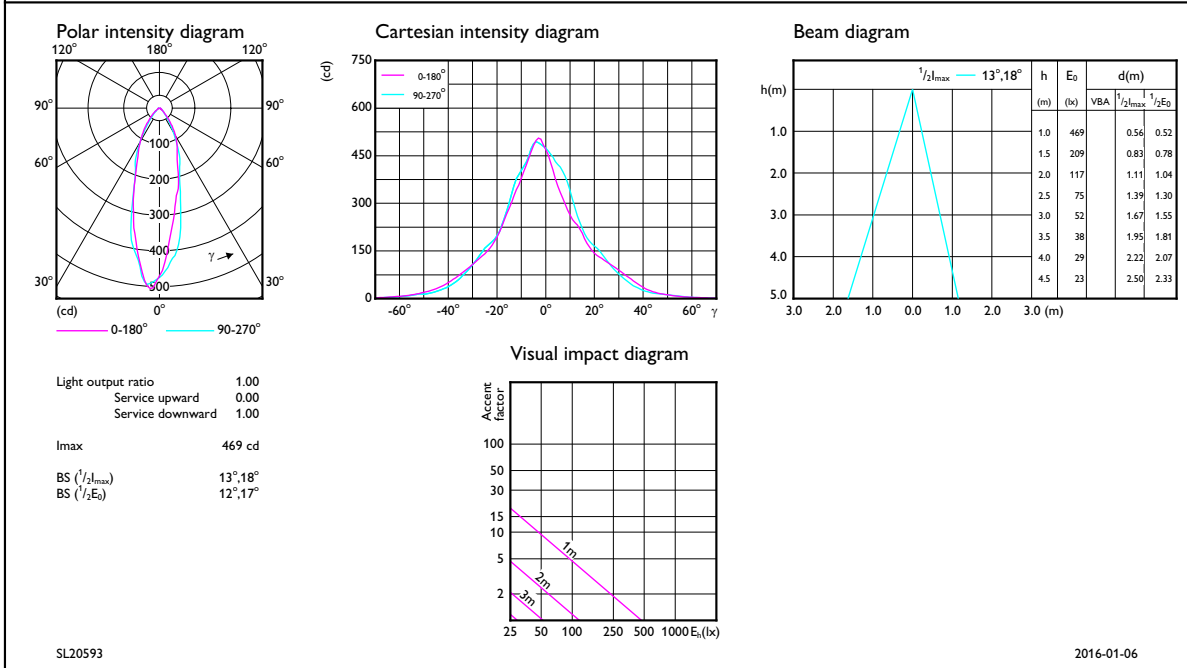 Polar intensity diagram
120° 180° 120°
90° 90°
60° 60°
30° 30°
100
200
300
400
500
γ
(cd) 0°
0-180° 90-270°
Light output ratio 1.00
Service upward 0.00
Service downward 1.00
Imax 469 cd
BS (1/2Imax) 13°,18°
BS (1/2E0) 12°,17°
Cartesian intensity diagram
(cd)
0-180°
90-270°
750
600
450
300
150
0
-60° -40° -20° 0° 20° 40° 60° γ
Beam diagram
1/2Imax 13°,18°
h(m)
1.0
2.0
3.0
4.0
5.0
3.0 2.0 1.0 0.0 1.0 2.0 3.0 (m)
h E0 d(m)
(m) (lx) VBA 1/2Imax 1/2E0
1.0 469 0.56 0.52
1.5 209 0.83 0.78
2.0 117 1.11 1.04
2.5 75 1.39 1.30
3.0 52 1.67 1.55
3.5 38 1.95 1.81
4.0 29 2.22 2.07
4.5 23 2.50 2.33
Visual impact diagram
Accent
factor
100
50
30
15
10
5
2
1m
2m
3m
25 50 100 250 500 1000 Eh(lx)
SL20593 2016-01-06